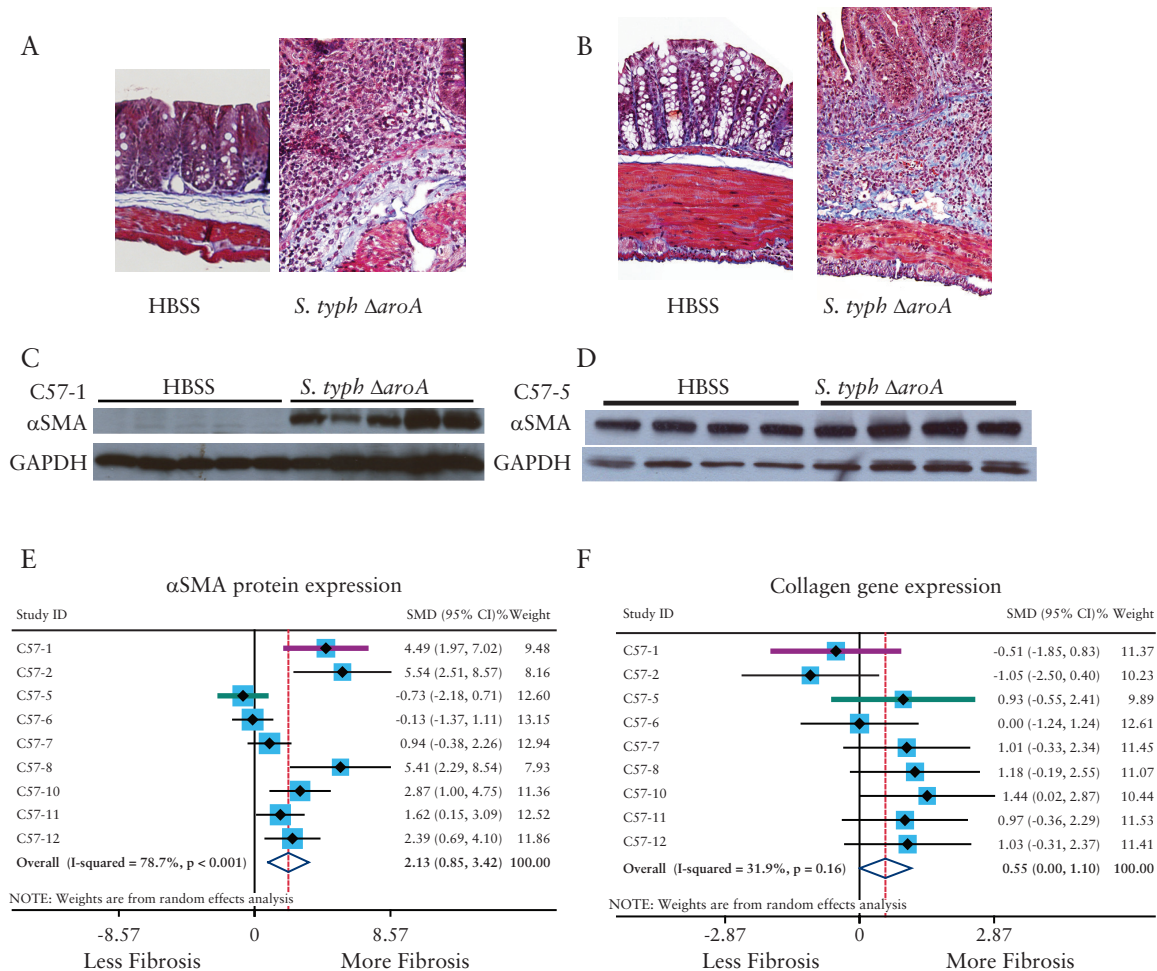 A
B
HBSS
S. typh ΔaroA
HBSS
S. typh ΔaroA
C
C57-1
HBSS
S. typh ΔaroA
αSMA
GAPDH
D
C57-5
HBSS
S. typh ΔaroA
αSMA
GAPDH
E
αSMA protein expression
Study ID SMD (95% CI)% Weight
C57-1 4.49 (1.97, 7.02) 9.48
C57-2 5.54 (2.51, 8.57) 8.16
C57-5 -0.73 (-2.18, 0.71) 12.60
C57-6 -0.13 (-1.37, 1.11) 13.15
C57-7 0.94 (-0.38, 2.26) 12.94
C57-8 5.41 (2.29, 8.54) 7.93
C57-10 2.87 (1.00, 4.75) 11.36
C57-11 1.62 (0.15, 3.09) 12.52
C57-12 2.39 (0.69, 4.10) 11.86
Overall (I-squared = 78.7%, p < 0.001) 2.13 (0.85, 3.42) 100.00
NOTE: Weights are from random effects analysis
-8.57 0 8.57
Less Fibrosis More Fibrosis
F
Collagen gene expression
Study ID SMD (95% CI) % Weight
C57-1 -0.51 (-1.85, 0.83) 11.37
C57-2 -1.05 (-2.50, 0.40) 10.23
C57-5 0.93 (-0.55, 2.41) 9.89
C57-6 0.00 (-1.24, 1.24) 12.61
C57-7 1.01 (-0.33, 2.34) 11.45
C57-8 1.18 (-0.19, 2.55) 11.07
C57-10 1.44 (0.02, 2.87) 10.44
C57-11 0.97 (-0.36, 2.29) 11.53
C57-12 1.03 (-0.31, 2.37) 11.41
Overall (I-squared = 31.9%, p = 0.16) 0.55 (0.00, 1.10) 100.00
NOTE: Weights are from random effects analysis
-2.87 0 2.87
Less Fibrosis More Fibrosis